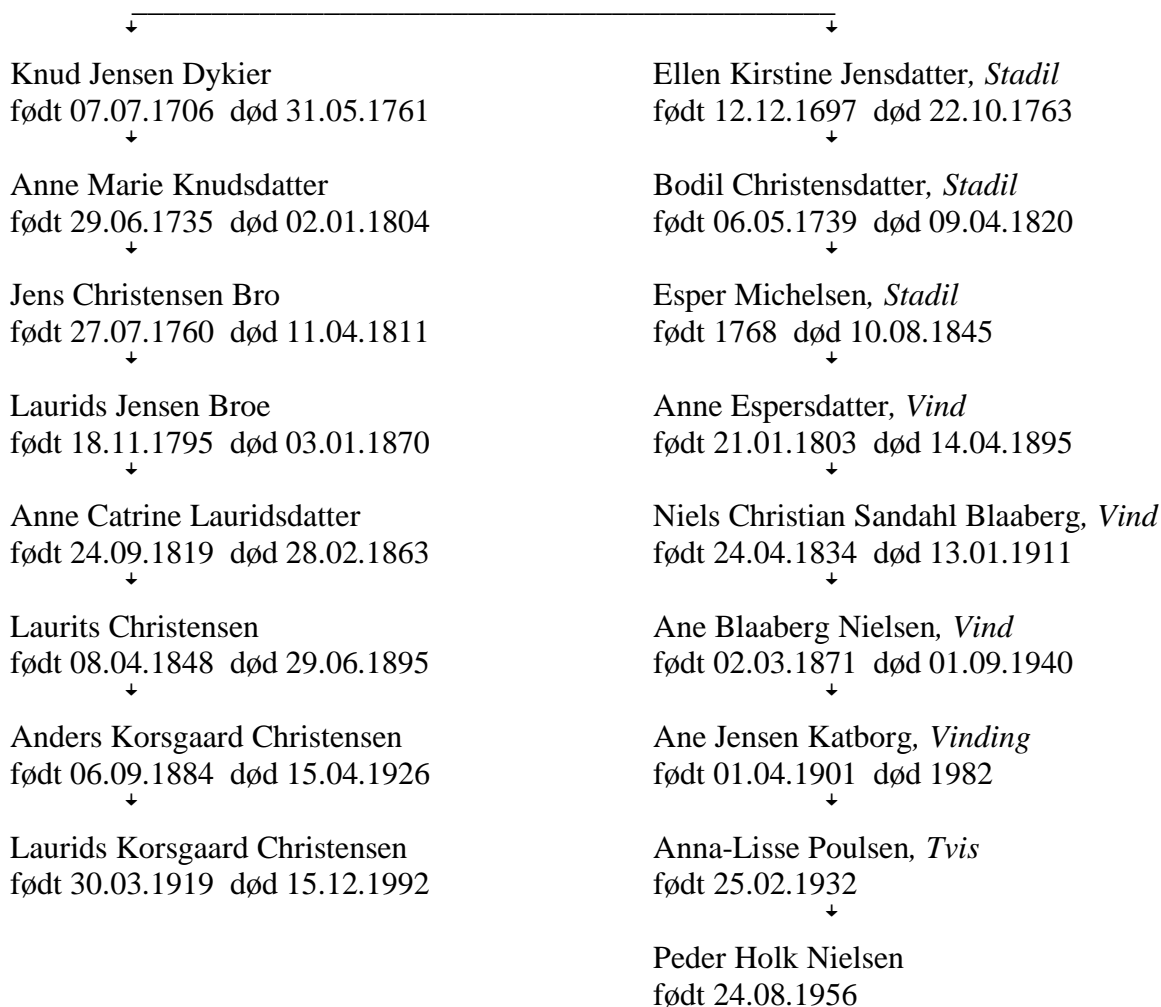 Knud Jensen Dykier
født 07.07.1706 død 31.05.1761
Anne Marie Knudsdatter
født 29.06.1735 død 02.01.1804
Jens Christensen Bro
født 27.07.1760 død 11.04.1811
Laurids Jensen Broe
født 18.11.1795 død 03.01.1870
Anne Catrine Lauridsdatter
født 24.09.1819 død 28.02.1863
Laurits Christensen
født 08.04.1848 død 29.06.1895
Anders Korsgaard Christensen
født 06.09.1884 død 15.04.1926
Laurids Korsgaard Christensen
født 30.03.1919 død 15.12.1992
Ellen Kirstine Jensdatter, Stadil
født 12.12.1697 død 22.10.1763
Bodil Christensdatter, Stadil
født 06.05.1739 død 09.04.1820
Esper Michelsen, Stadil
født 1768 død 10.08.1845
Anne Espersdatter, Vind
født 21.01.1803 død 14.04.1895
Niels Christian Sandahl Blaaberg, Vind
født 24.04.1834 død 13.01.1911
Ane Blaaberg Nielsen, Vind
født 02.03.1871 død 01.09.1940
Ane Jensen Katborg, Vinding
født 01.04.1901 død 1982
Anna-Lisse Poulsen, Tvis
født 25.02.1932
Peder Holk Nielsen
født 24.08.1956